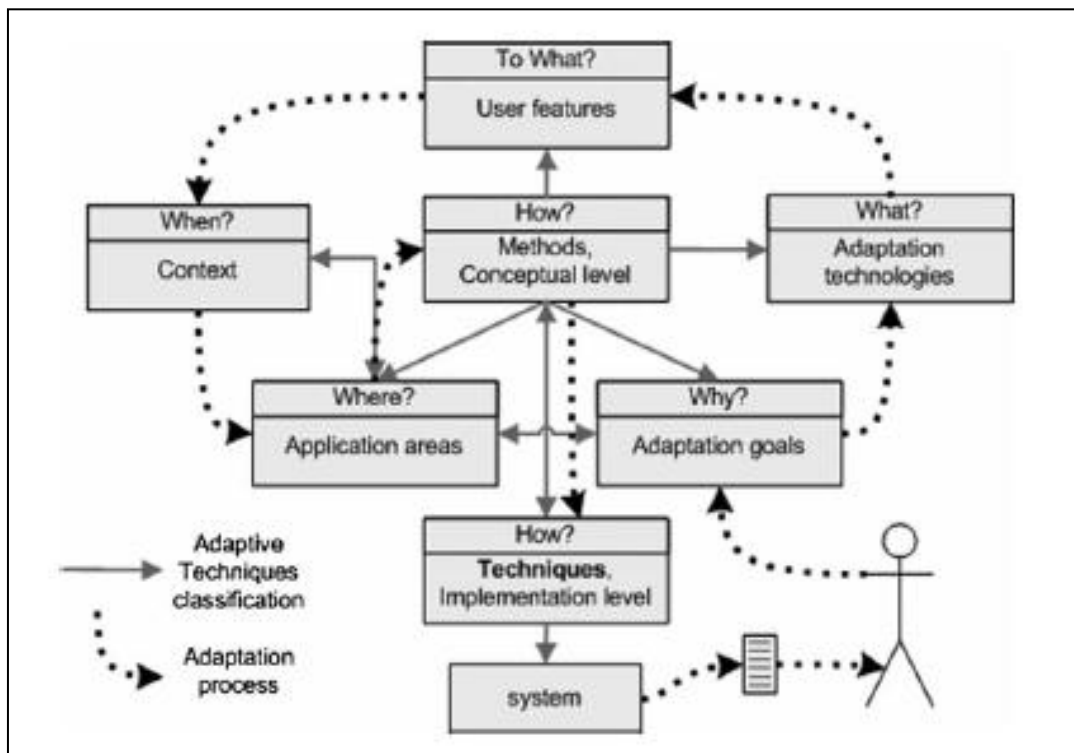 To What?
User features
When?
Context
How?
Methods,
Conceptual level
What?
Adaptation
technologies
Where?
Application areas
Why?
Adaptation goals
How?
Techniques,
Implementation level
system
Adaptive
Techniques
classification
Adaptation
process